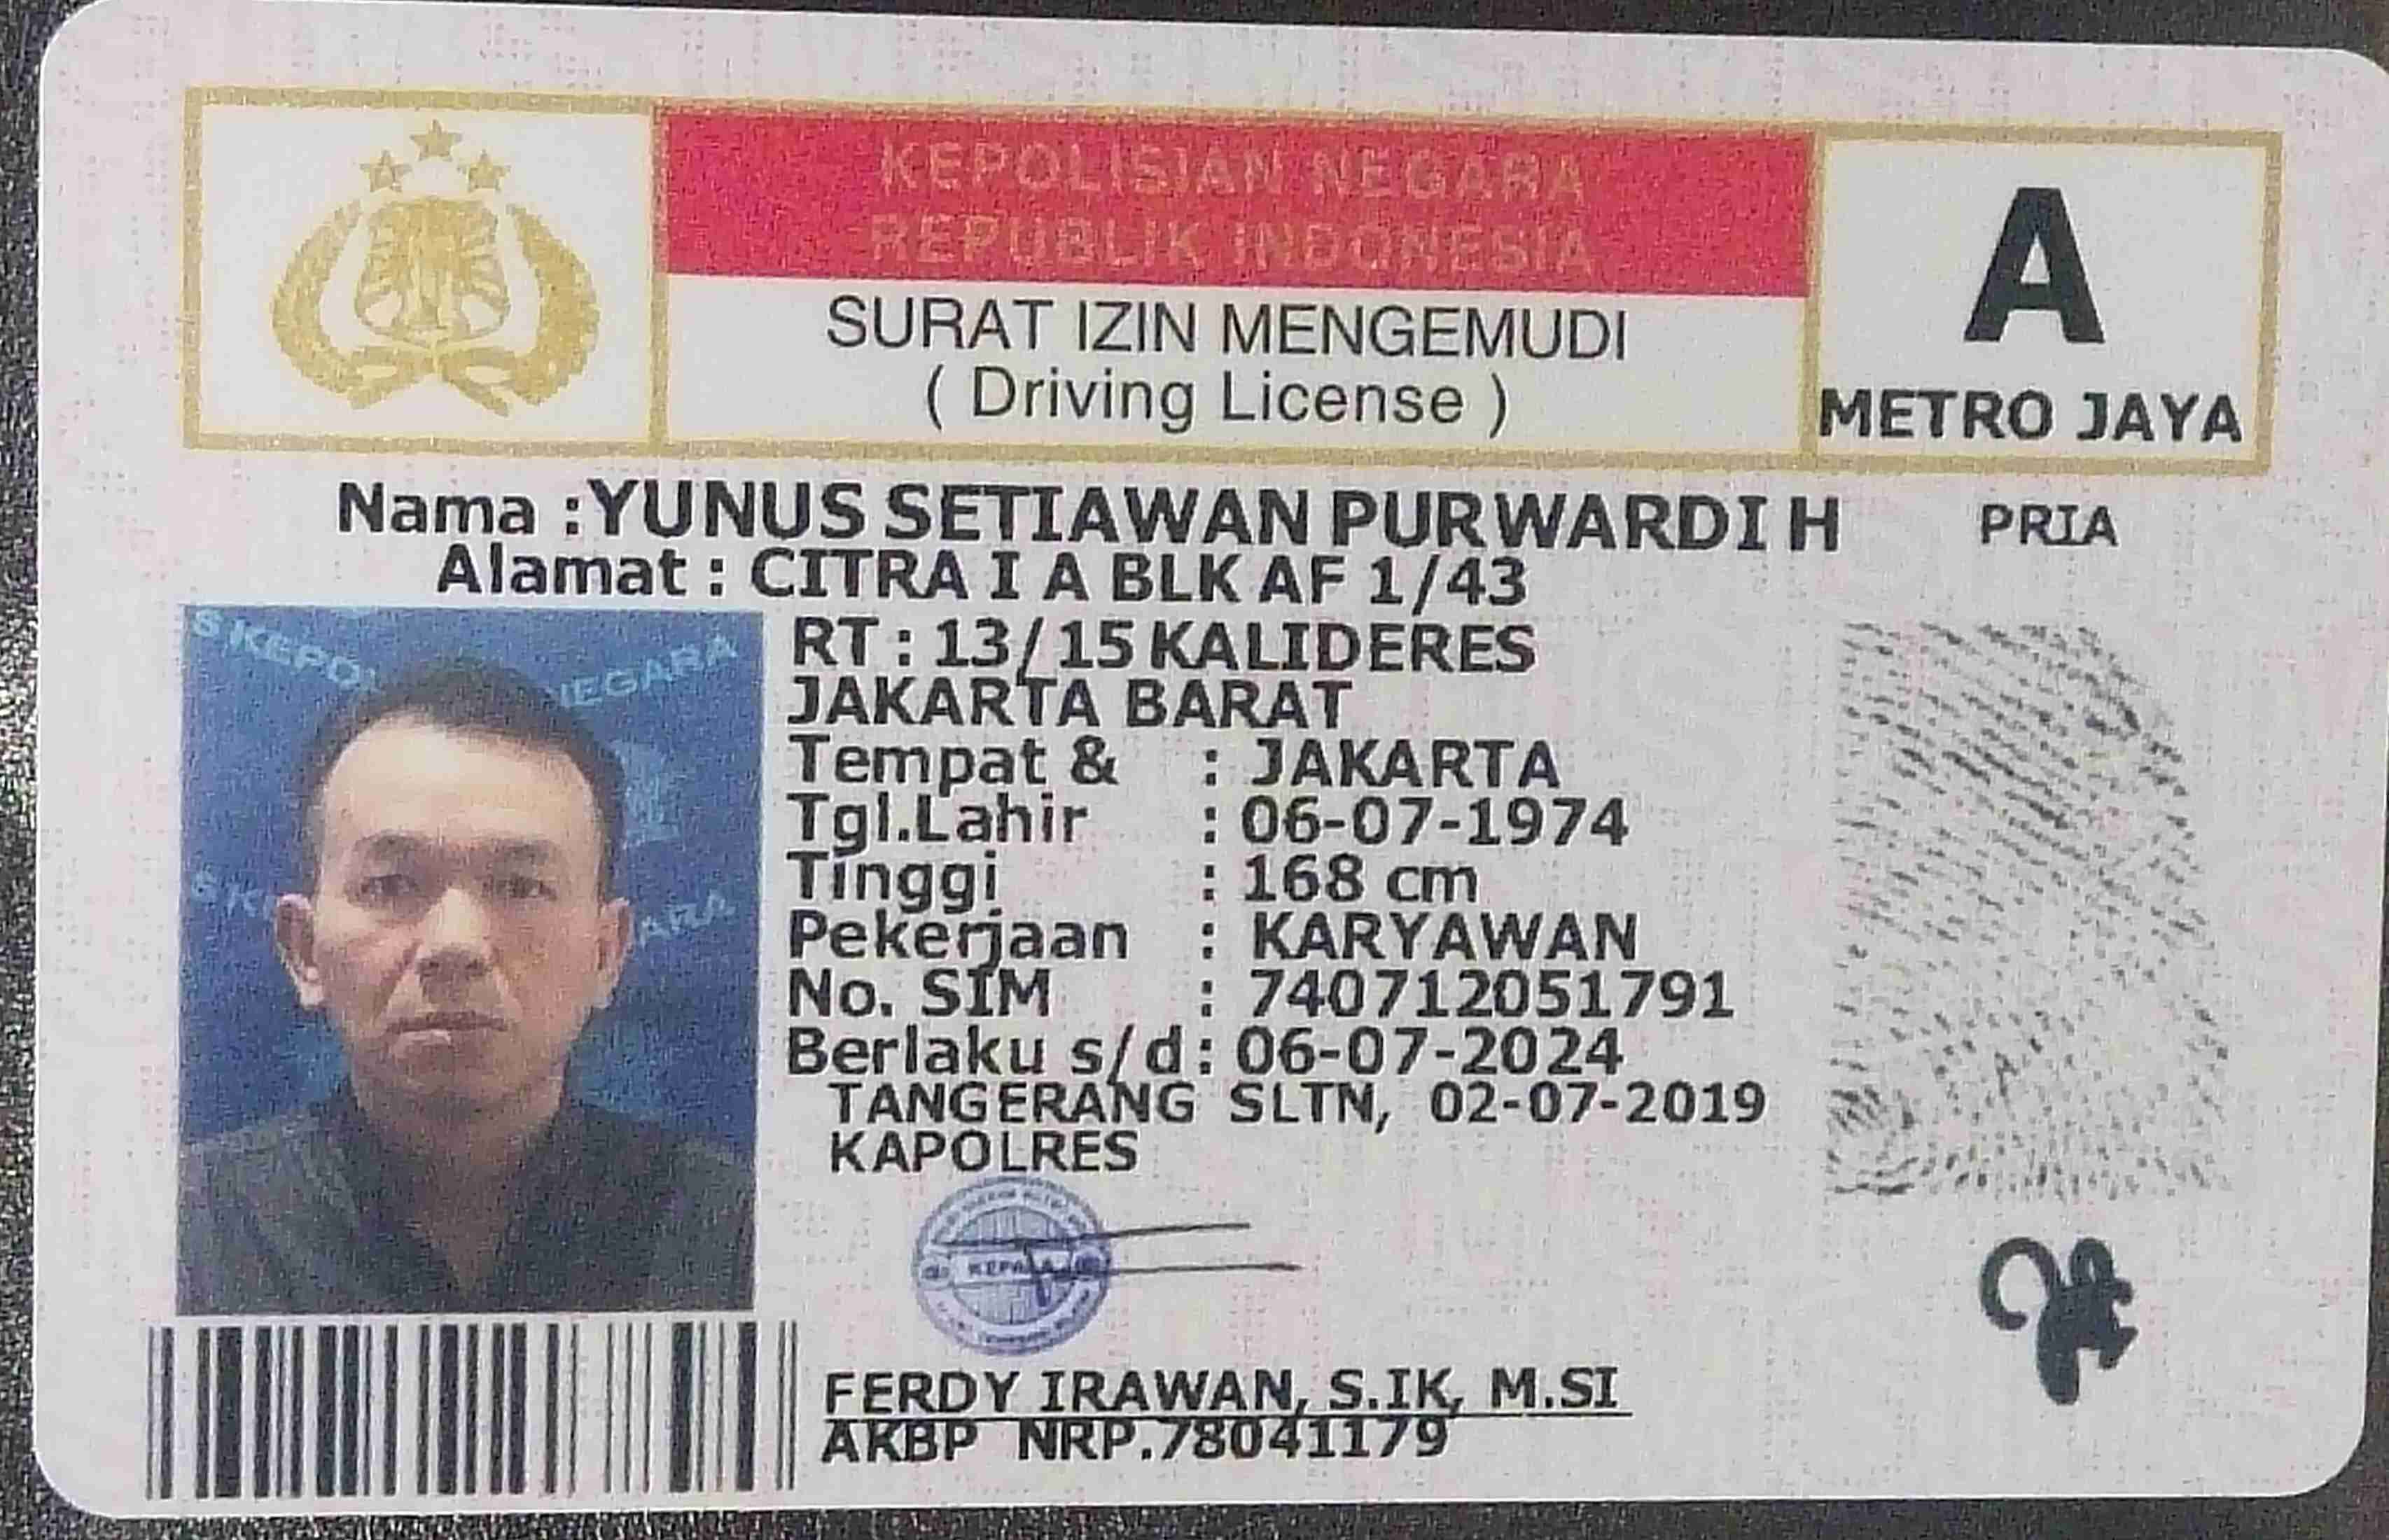 KEPOLISIAN NEGARA
REPUBLIK INDONESIA
SURAT IZIN MENGEMUDI
( Driving License )
A
METRO JAYA
Nama :YUNUS SETIAWAN PURWARDI H
PRIA
Alamat : CITRA I A BLK AF 1/43
RT : 13/15 KALIDERES
JAKARTA BARAT
Tempat & : JAKARTA
Tgl.Lahir : 06-07-1974
Tinggi : 168 cm
Pekerjaan : KARYAWAN
No. SIM : 740712051791
Berlaku s/d : 06-07-2024
TANGERANG SLTN, 02-07-2019
KAPOLRES
FERDY IRAWAN, S.IK, M.SI
AKBP NRP.78041179
S KEPO
NEGARA